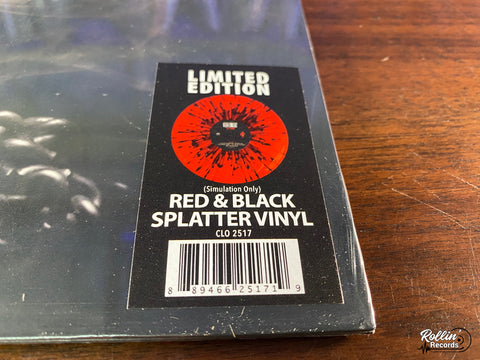 LIMITED
EDITION
(Simulation Only)
RED & BLACK
SPLATTER VINYL
CLO 2517
8 89466 25171 9
Rollin'
Records